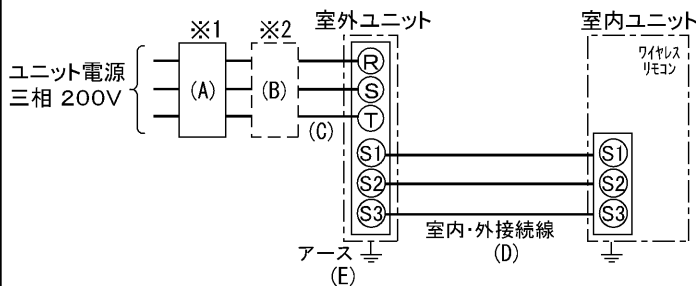 ※1
※2
室外ユニット
室内ユニット
ワイヤレス
リモコン
ユニット電源
三相 200V
(A)
(B)
(C)
R
S
T
S1
S2
S3
S1
S2
S3
室内・外接続線
(D)
アース
(E)